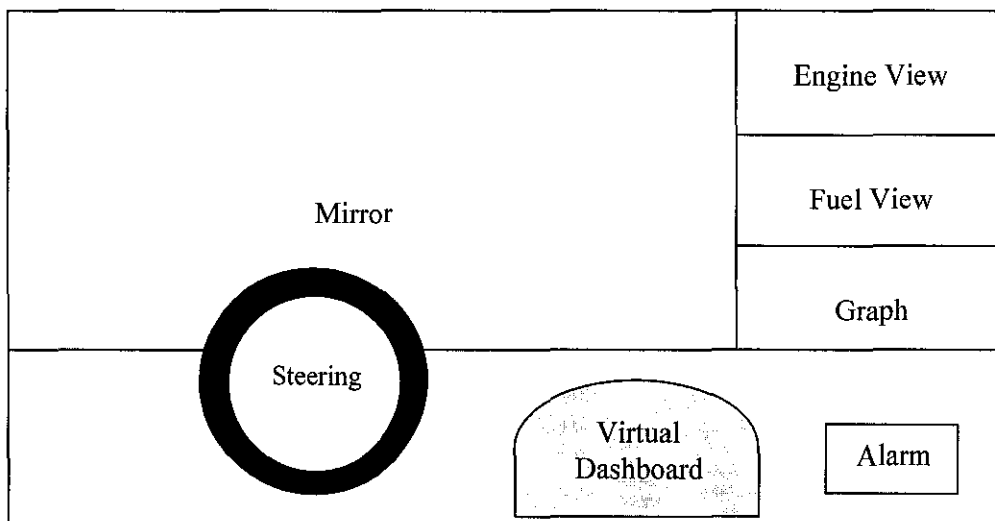 Engine View
Fuel View
Mirror
Graph
Steering
Virtual
Dashboard
Alarm